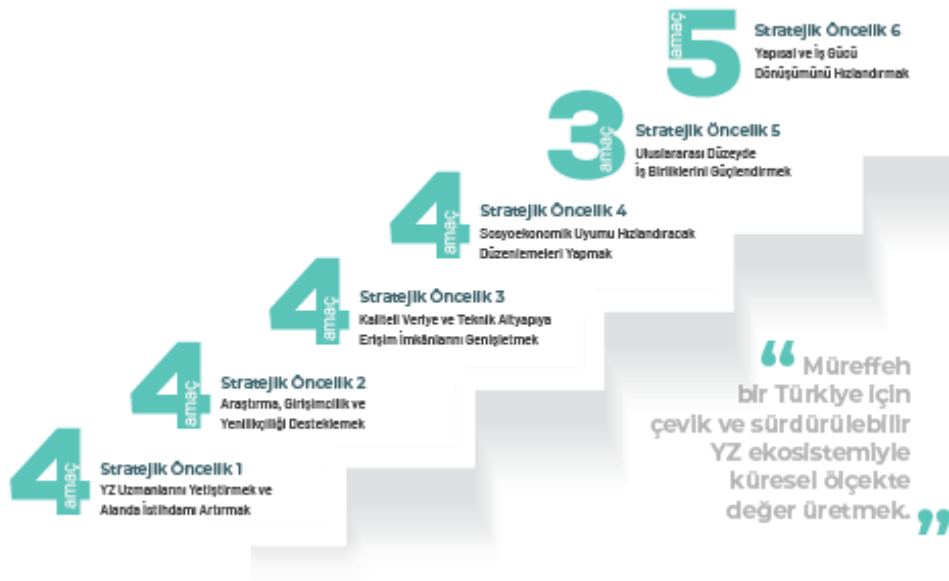 5 amaç
Stratejik Öncelik 6
Yapısal ve İş Gücü
Dönüşümünü Hızlandırmak
3 amaç
Stratejik Öncelik 5
Uluslararası Düzeyde
İş Birliklerini Güçlendirmek
4 amaç
Stratejik Öncelik 4
Sosyoekonomik Uyumu Hızlandıracak
Düzenlemeleri Yapmak
4 amaç
Stratejik Öncelik 3
Kaliteli Veriye ve Teknik Altyapıya
Erişim İmkânlarını Genişletmek
4 amaç
Stratejik Öncelik 2
Araştırma, Girişimcilik ve
Yenilikçiliği Desteklemek
4 amaç
Stratejik Öncelik 1
YZ Uzmanlarını Yetiştirmek ve
Alanda İstihdamı Artırmak
“ Müreffeh
bir Türkiye için
çevik ve sürdürülebilir
YZ ekosistemiyle
küresel ölçekte
değer üretmek. ”